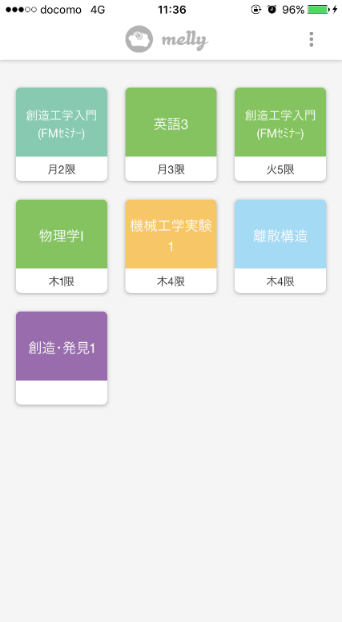 docomo 4G 11:36 96%
melly
創造工学入門
(FMセミナー)
英語3
創造工学入門
(FMセミナー)
月2限
月3限
火5限
物理学I
機械工学実験
1
離散構造
木1限
木4限
木4限
創造・発見1